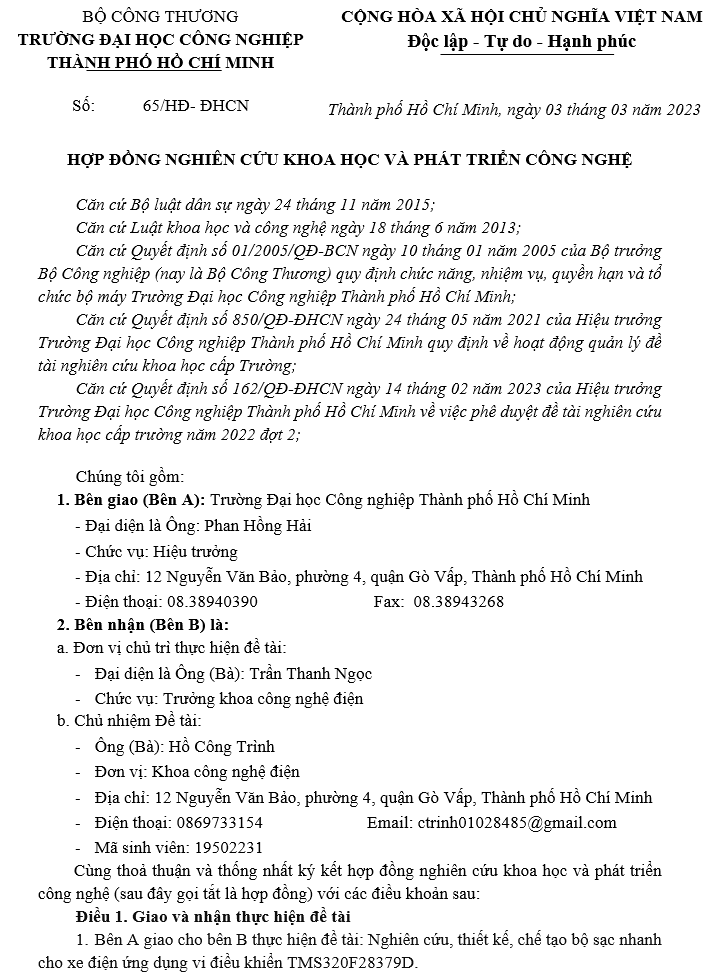 BỘ CÔNG THƯƠNG
TRƯỜNG ĐẠI HỌC CÔNG NGHIỆP
THÀNH PHỐ HỒ CHÍ MINH
CỘNG HÒA XÃ HỘI CHỦ NGHĨA VIỆT NAM
Độc lập - Tự do - Hạnh phúc
Số: 65/HĐ- ĐHCN
Thành phố Hồ Chí Minh, ngày 03 tháng 03 năm 2023
HỢP ĐỒNG NGHIÊN CỨU KHOA HỌC VÀ PHÁT TRIỂN CÔNG NGHỆ
Căn cứ Bộ luật dân sự ngày 24 tháng 11 năm 2015;
Căn cứ Luật khoa học và công nghệ ngày 18 tháng 6 năm 2013;
Căn cứ Quyết định số 01/2005/QĐ-BCN ngày 10 tháng 01 năm 2005 của Bộ trưởng
Bộ Công nghiệp (nay là Bộ Công Thương) quy định chức năng, nhiệm vụ, quyền hạn và tổ
chức bộ máy Trường Đại học Công nghiệp Thành phố Hồ Chí Minh;
Căn cứ Quyết định số 850/QĐ-ĐHCN ngày 24 tháng 05 năm 2021 của Hiệu trưởng
Trường Đại học Công nghiệp Thành phố Hồ Chí Minh quy định về hoạt động quản lý đề
tài nghiên cứu khoa học cấp Trường;
Căn cứ Quyết định số 162/QĐ-ĐHCN ngày 14 tháng 02 năm 2023 của Hiệu trưởng
Trường Đại học Công nghiệp Thành phố Hồ Chí Minh về việc phê duyệt đề tài nghiên cứu
khoa học cấp trường năm 2022 đợt 2;
Chúng tôi gồm:
1. Bên giao (Bên A): Trường Đại học Công nghiệp Thành phố Hồ Chí Minh
- Đại diện là Ông: Phan Hồng Hải
- Chức vụ: Hiệu trưởng
- Địa chỉ: 12 Nguyễn Văn Bảo, phường 4, quận Gò Vấp, Thành phố Hồ Chí Minh
- Điện thoại: 08.38940390 Fax: 08.38943268
2. Bên nhận (Bên B) là:
a. Đơn vị chủ trì thực hiện đề tài:
- Đại diện là Ông (Bà): Trần Thanh Ngọc
- Chức vụ: Trưởng khoa công nghệ điện
b. Chủ nhiệm Đề tài:
- Ông (Bà): Hồ Công Trình
- Đơn vị: Khoa công nghệ điện
- Địa chỉ: 12 Nguyễn Văn Bảo, phường 4, quận Gò Vấp, Thành phố Hồ Chí Minh
- Điện thoại: 0869733154 Email: ctrinh01028485@gmail.com
- Mã sinh viên: 19502231
Cùng thoả thuận và thống nhất ký kết hợp đồng nghiên cứu khoa học và phát triển
công nghệ (sau đây gọi tắt là hợp đồng) với các điều khoản sau:
Điều 1. Giao và nhận thực hiện đề tài
1. Bên A giao cho bên B thực hiện đề tài: Nghiên cứu, thiết kế, chế tạo bộ sạc nhanh
cho xe điện ứng dụng vi điều khiển TMS320F28379D.